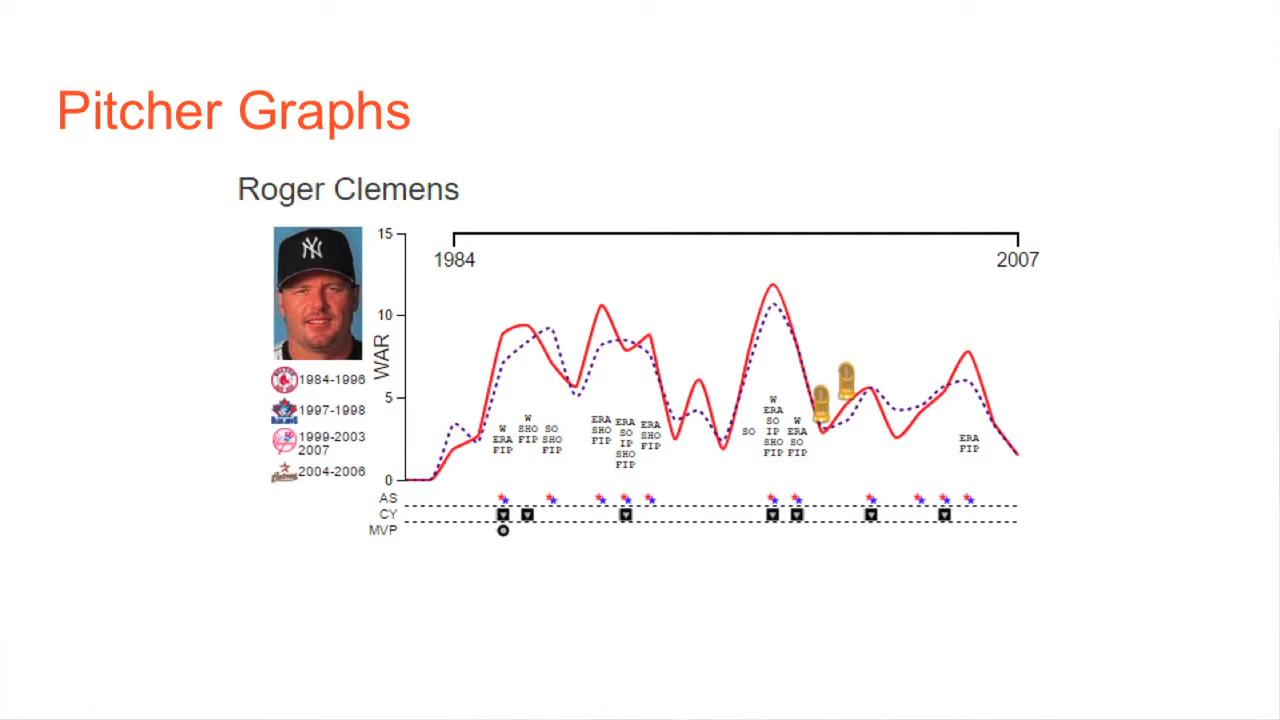 Pitcher Graphs
Roger Clemens
15
10
5
0
WAR
1984
2007
1984-1996
1997-1998
1999-2003
2007
2004-2006
W
ERA
FIP
W
SHO
FIP
SO
SHO
FIP
ERA
SHO
FIP
ERA
SO
IP
SHO
FIP
ERA
SHO
FIP
SO
W
ERA
SO
IP
SHO
FIP
W
ERA
SO
FIP
ERA
FIP
AS
CY
MVP